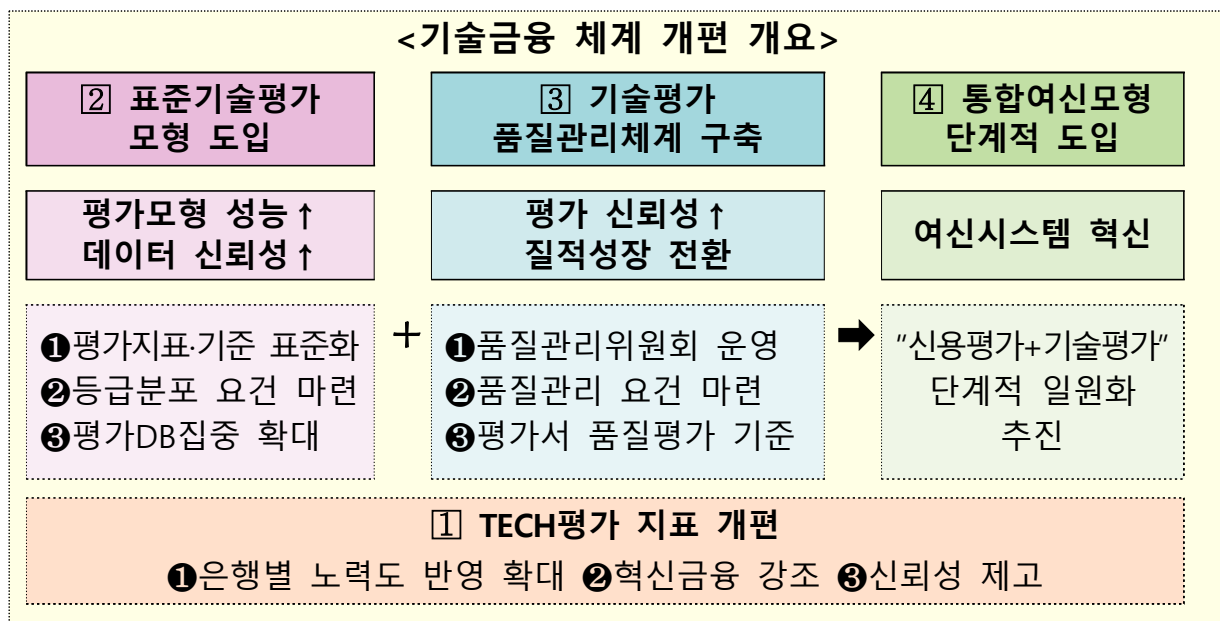 <기술금융 체계 개편 개요>
② 표준기술평가
모형 도입
평가모형 성능↑
데이터 신뢰성↑
❶평가지표·기준 표준화
❷등급분포 요건 마련
❸평가DB집중 확대
+
③ 기술평가
품질관리체계 구축
평가 신뢰성↑
질적성장 전환
❶품질관리위원회 운영
❷품질관리 요건 마련
❸평가서 품질평가 기준
➡
④ 통합여신모형
단계적 도입
여신시스템 혁신
"신용평가+기술평가"
단계적 일원화
추진
① TECH평가 지표 개편
❶은행별 노력도 반영 확대 ❷혁신금융 강조 ❸신뢰성 제고